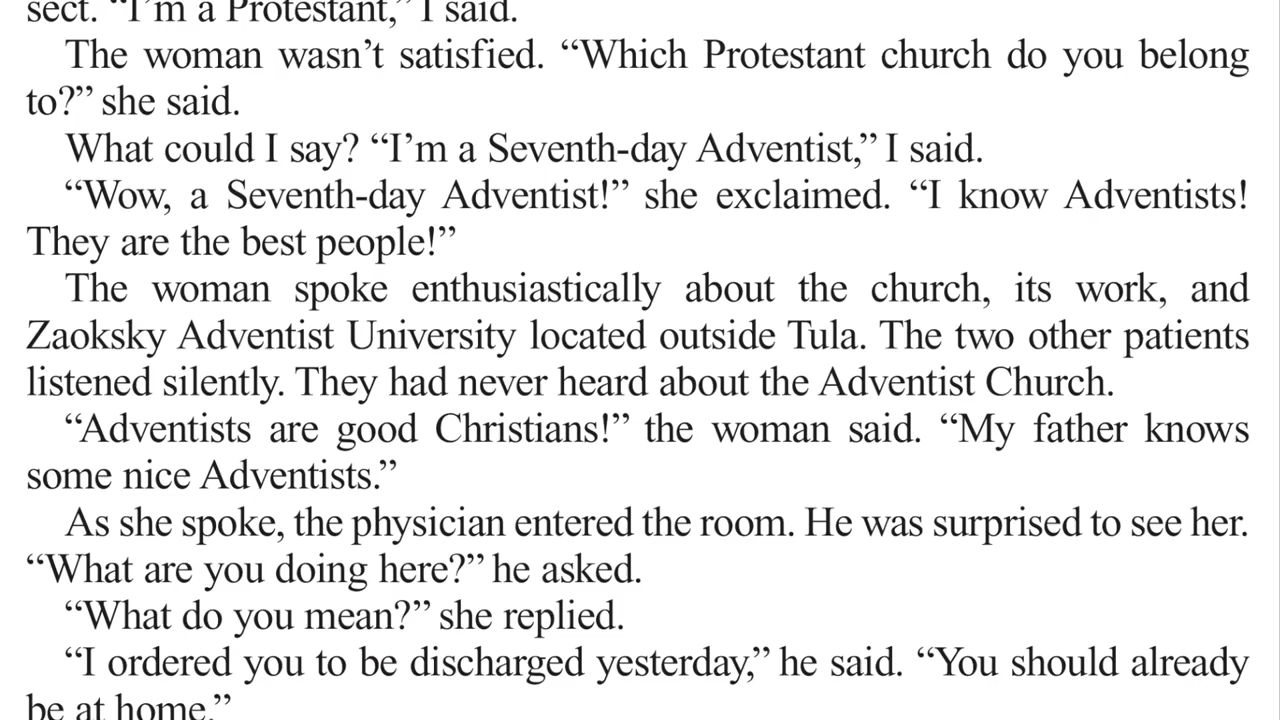 sect. “I’m a Protestant,” I said.
The woman wasn’t satisfied. “Which Protestant church do you belong
to?” she said.
What could I say? “I’m a Seventh-day Adventist,” I said.
“Wow, a Seventh-day Adventist!” she exclaimed. “I know Adventists!
They are the best people!”
The woman spoke enthusiastically about the church, its work, and
Zaoksky Adventist University located outside Tula. The two other patients
listened silently. They had never heard about the Adventist Church.
“Adventists are good Christians!” the woman said. “My father knows
some nice Adventists.”
As she spoke, the physician entered the room. He was surprised to see her.
“What are you doing here?” he asked.
“What do you mean?” she replied.
“I ordered you to be discharged yesterday,” he said. “You should already
be at home.”